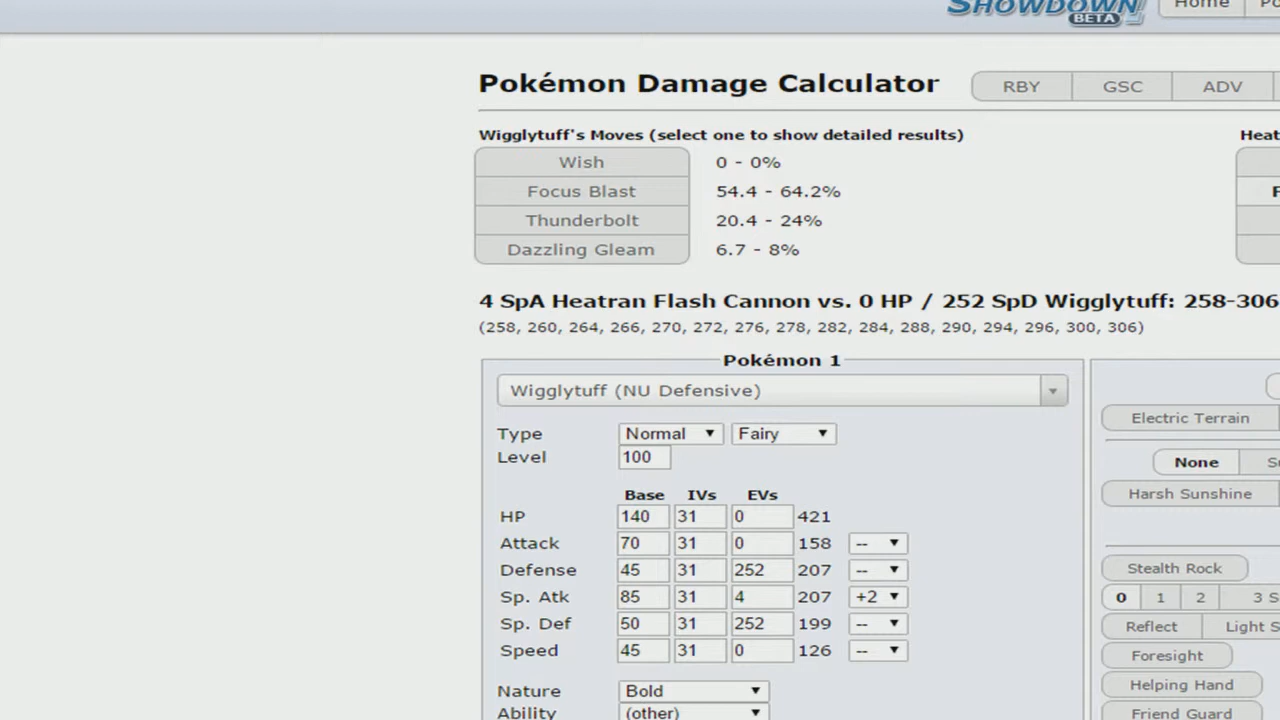 SHOWDOWN
BETA
Home
Pokémon Damage Calculator
RBY GSC ADV
Wigglytuff's Moves (select one to show detailed results)
Wish 0 - 0%
Focus Blast 54.4 - 64.2%
Thunderbolt 20.4 - 24%
Dazzling Gleam 6.7 - 8%
4 SpA Heatran Flash Cannon vs. 0 HP / 252 SpD Wigglytuff: 258-306
(258, 260, 264, 266, 270, 272, 276, 278, 282, 284, 288, 290, 294, 296, 300, 306)
Pokémon 1
Wigglytuff (NU Defensive)
Electric Terrain
Type Normal Fairy
Level 100
None
Harsh Sunshine
Base IVs EVs
HP 140 31 0 421
Attack 70 31 0 158 --
Defense 45 31 252 207 --
Stealth Rock
Sp. Atk 85 31 4 207 +2
0 1 2 3
Sp. Def 50 31 252 199 --
Reflect Light
Speed 45 31 0 126 --
Foresight
Helping Hand
Nature Bold
Ability (other)
Friend Guard